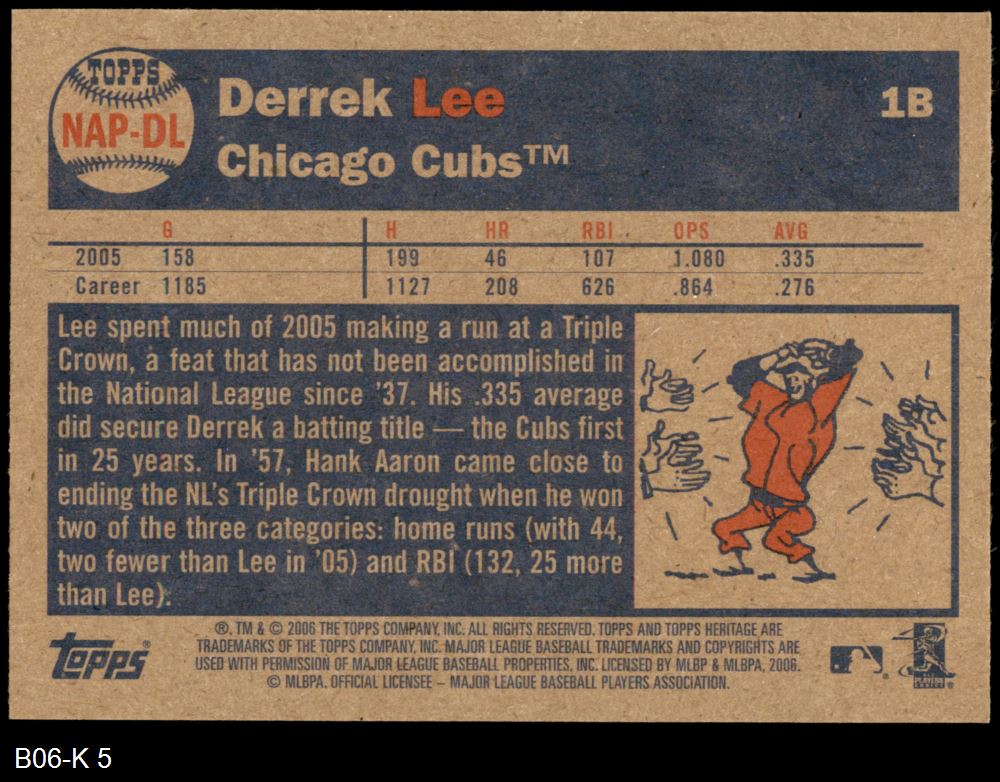 TOPPS
NAP-DL
Derrek Lee
1B
Chicago Cubs™
G H HR RBI OPS AVG
2005 158 199 46 107 1.080 .335
Career 1185 1127 208 626 .864 .276
Lee spent much of 2005 making a run at a Triple
Crown, a feat that has not been accomplished in
the National League since '37. His .335 average
did secure Derrek a batting title — the Cubs first
in 25 years. In '57, Hank Aaron came close to
ending the NL's Triple Crown drought when he won
two of the three categories: home runs (with 44,
two fewer than Lee in '05) and RBI (132, 25 more
than Lee).
®, TM & © 2006 THE TOPPS COMPANY, INC. ALL RIGHTS RESERVED. TOPPS AND TOPPS HERITAGE ARE
TRADEMARKS OF THE TOPPS COMPANY, INC. MAJOR LEAGUE BASEBALL TRADEMARKS AND COPYRIGHTS ARE
USED WITH PERMISSION OF MAJOR LEAGUE BASEBALL PROPERTIES, INC. LICENSED BY MLBP & MLBPA, 2006.
© MLBPA. OFFICIAL LICENSEE – MAJOR LEAGUE BASEBALL PLAYERS ASSOCIATION.
Topps®
B06-K 5